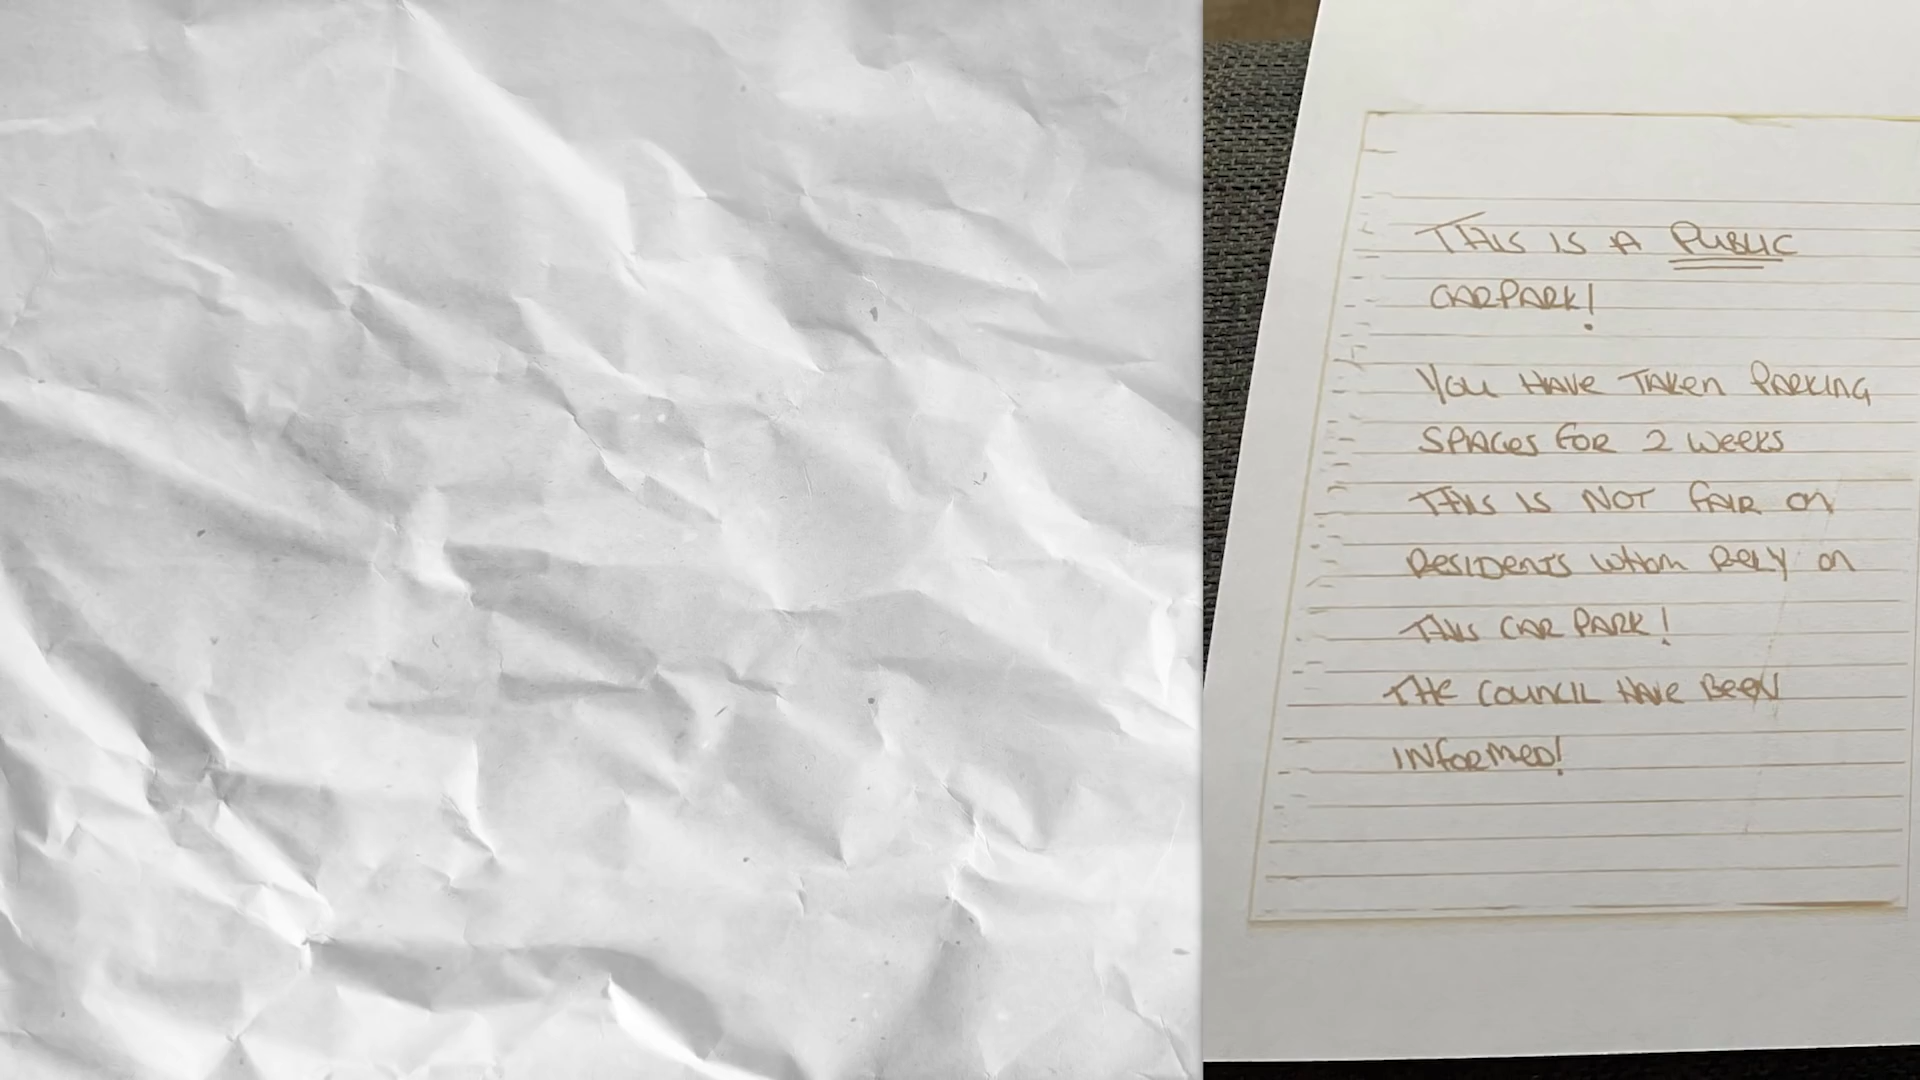 THIS IS A PUBLIC
CARPARK!
YOU HAVE TAKEN PARKING
SPACES FOR 2 WEEKS
THIS IS NOT FAIR ON
RESIDENTS WHOM RELY ON
THIS CAR PARK!
THE COUNCIL HAVE BEEN
INFORMED!